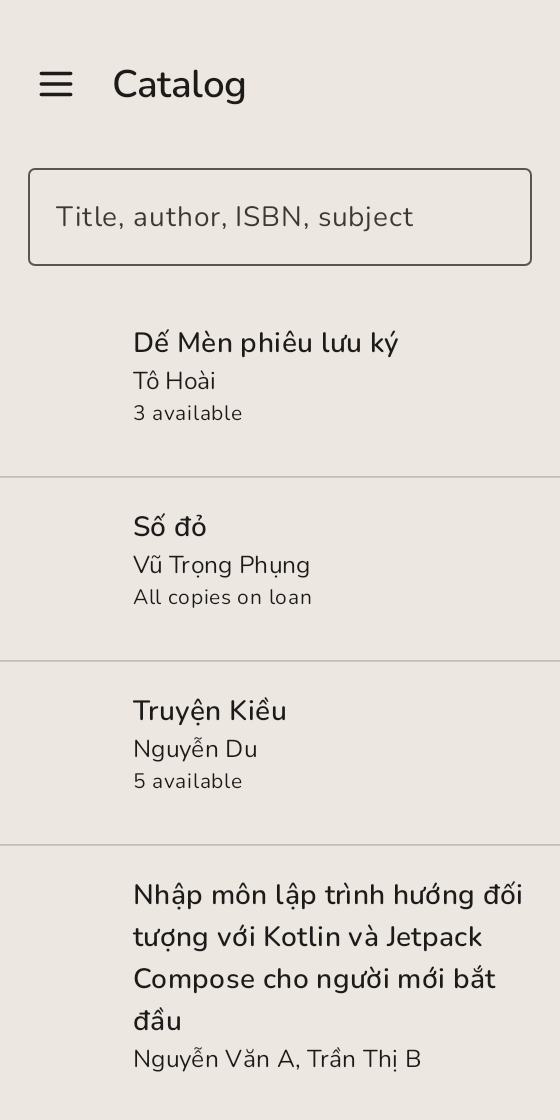 Catalog
Title, author, ISBN, subject
Dế Mèn phiêu lưu ký
Tô Hoài
3 available
Số đỏ
Vũ Trọng Phụng
All copies on loan
Truyện Kiều
Nguyễn Du
5 available
Nhập môn lập trình hướng đối
tượng với Kotlin và Jetpack
Compose cho người mới bắt
đầu
Nguyễn Văn A, Trần Thị B